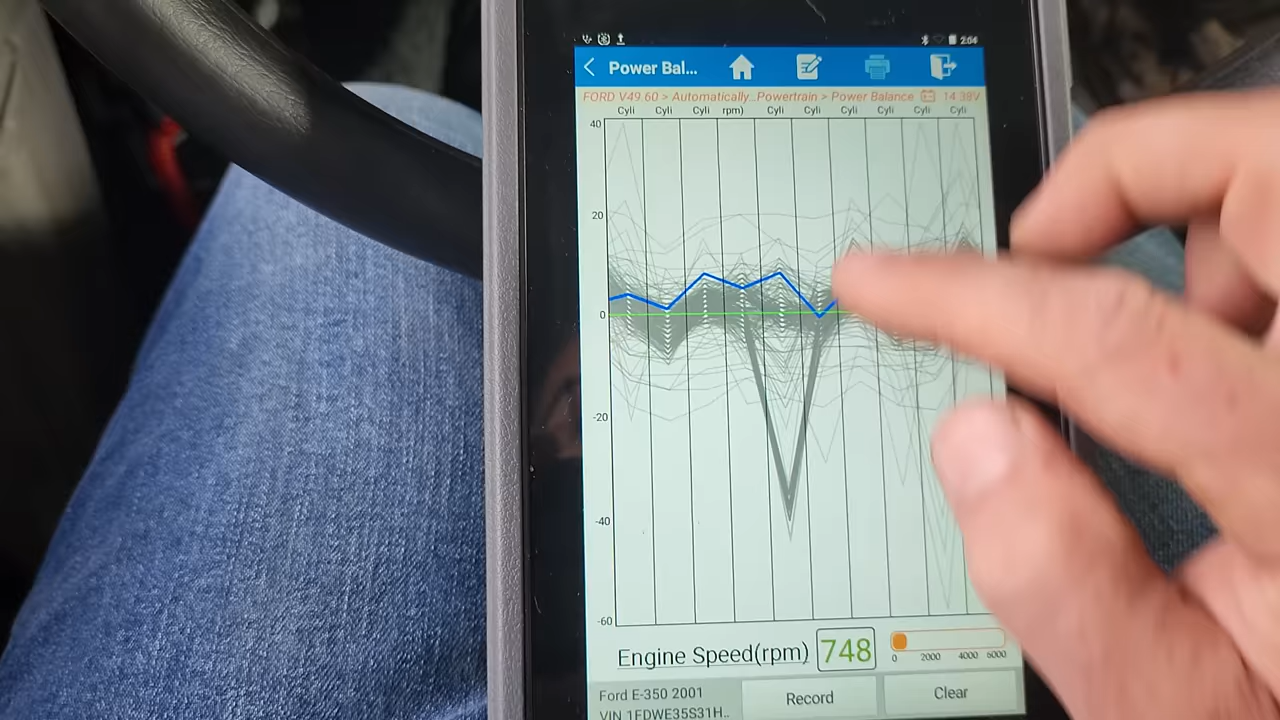 2:04
Power Bal...
FORD V49.60 > Automatically...Powertrain > Power Balance 14.38V
Cyli Cyli Cyli rpm) Cyli Cyli Cyli Cyli Cyli Cyli
40
20
0
-20
-40
-60
Engine Speed(rpm) 748
0 2000 4000 6000
Ford E-350 2001
VIN 1FDWE35S31H..
Record
Clear